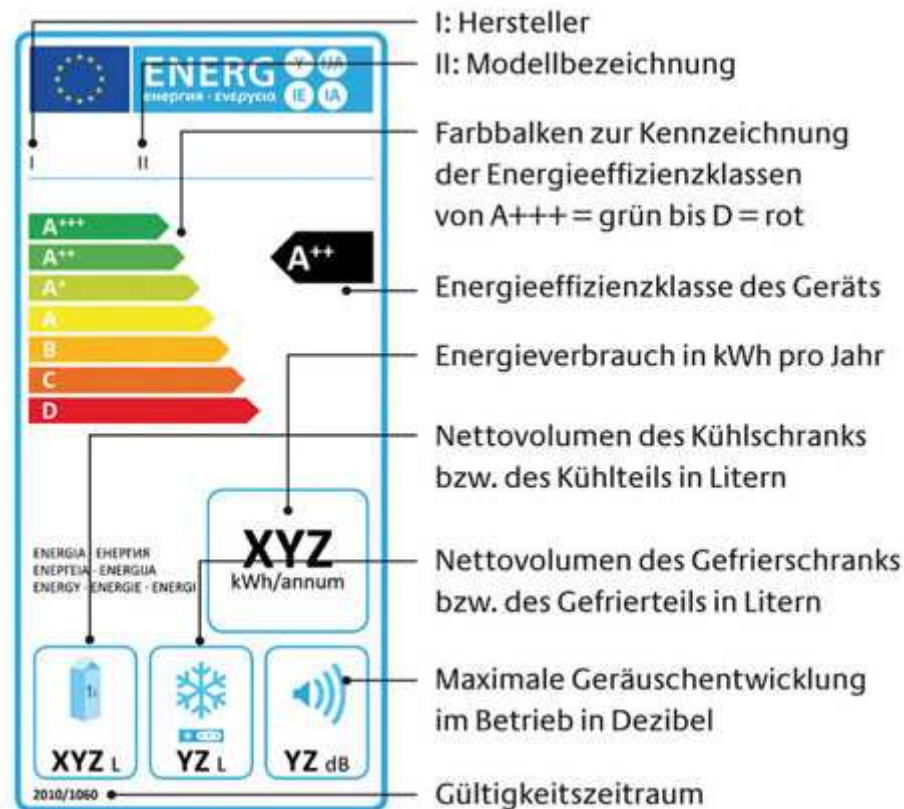 I: Hersteller
II: Modellbezeichnung
Farbbalken zur Kennzeichnung
der Energieeffizienzklassen
von A+++ = grün bis D = rot
Energieeffizienzklasse des Geräts
Energieverbrauch in kWh pro Jahr
Nettovolumen des Kühlschranks
bzw. des Kühlteils in Litern
Nettovolumen des Gefrierschranks
bzw. des Gefrierteils in Litern
Maximale Geräuschentwicklung
im Betrieb in Dezibel
Gültigkeitszeitraum
ENERG
енергия · ενεργεια
Y
IJA
IE
IA
I
II
A+++
A++
A+
A
B
C
D
A++
XYZ
kWh/annum
ENERGIA · ЕНЕРГИЯ
ΕΝΕΡΓΕΙΑ · ENERGIJA
ENERGY · ENERGIE · ENERGI
XYZ L
YZ L
YZ dB
2010/1060